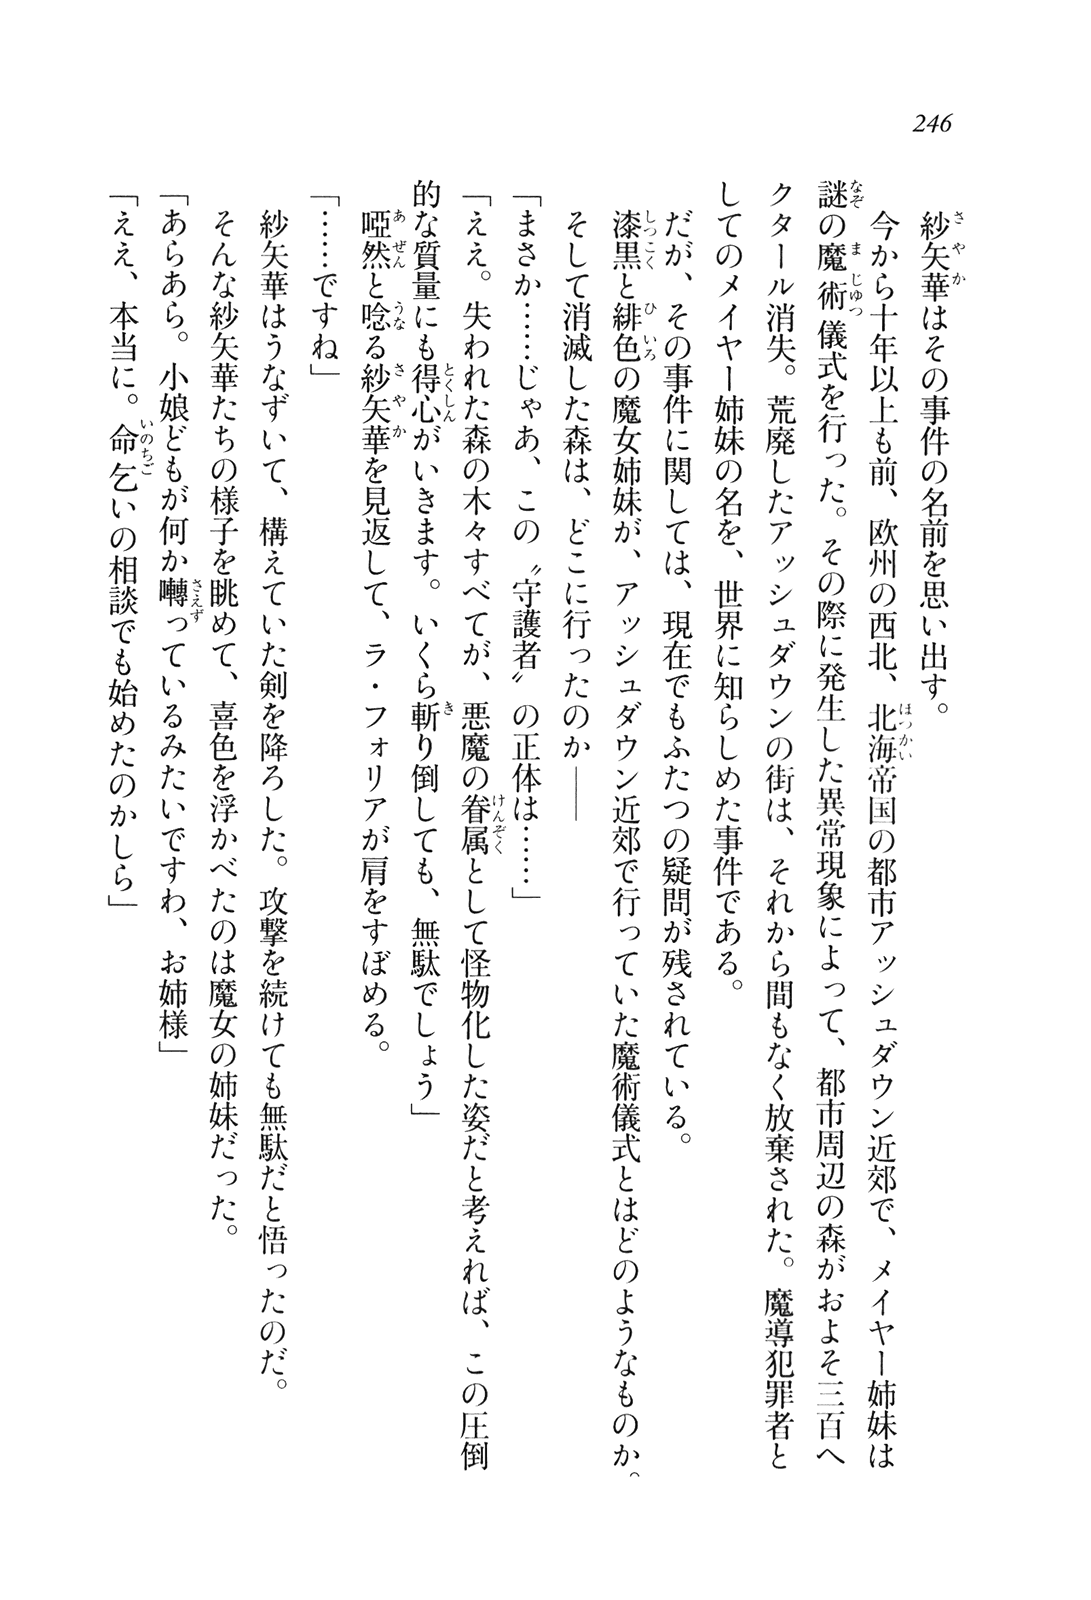 246
紗矢華はその事件の名前を思い出す。
今から十年以上も前、欧州の西北、北海帝国の都市アッシュダウン近郊で、メイヤー姉妹は
謎の魔術儀式を行った。その際に発生した異常現象によって、都市周辺の森がおよそ三百ヘ
クタール消失。荒廃したアッシュダウンの街は、それから間もなく放棄された。魔導犯罪者と
してのメイヤー姉妹の名を、世界に知らしめた事件である。
だが、その事件に関しては、現在でもふたつの疑問が残されている。
漆黒と緋色の魔女姉妹が、アッシュダウン近郊で行っていた魔術儀式とはどのようなものか。
そして消滅した森は、どこに行ったのか――
「まさか……じゃあ、この〝守護者〟の正体は……」
「ええ。失われた森の木々すべてが、悪魔の眷属として怪物化した姿だと考えれば、この圧倒
的な質量にも得心がいきます。いくら斬り倒しても、無駄でしょう」
啞然と唸る紗矢華を見返して、ラ・フォリアが肩をすぼめる。
「……ですね」
紗矢華はうなずいて、構えていた剣を降ろした。攻撃を続けても無駄だと悟ったのだ。
そんな紗矢華たちの様子を眺めて、喜色を浮かべたのは魔女の姉妹だった。
「あらあら。小娘どもが何か囀っているみたいですわ、お姉様」
「ええ、本当に。命乞いの相談でも始めたのかしら」